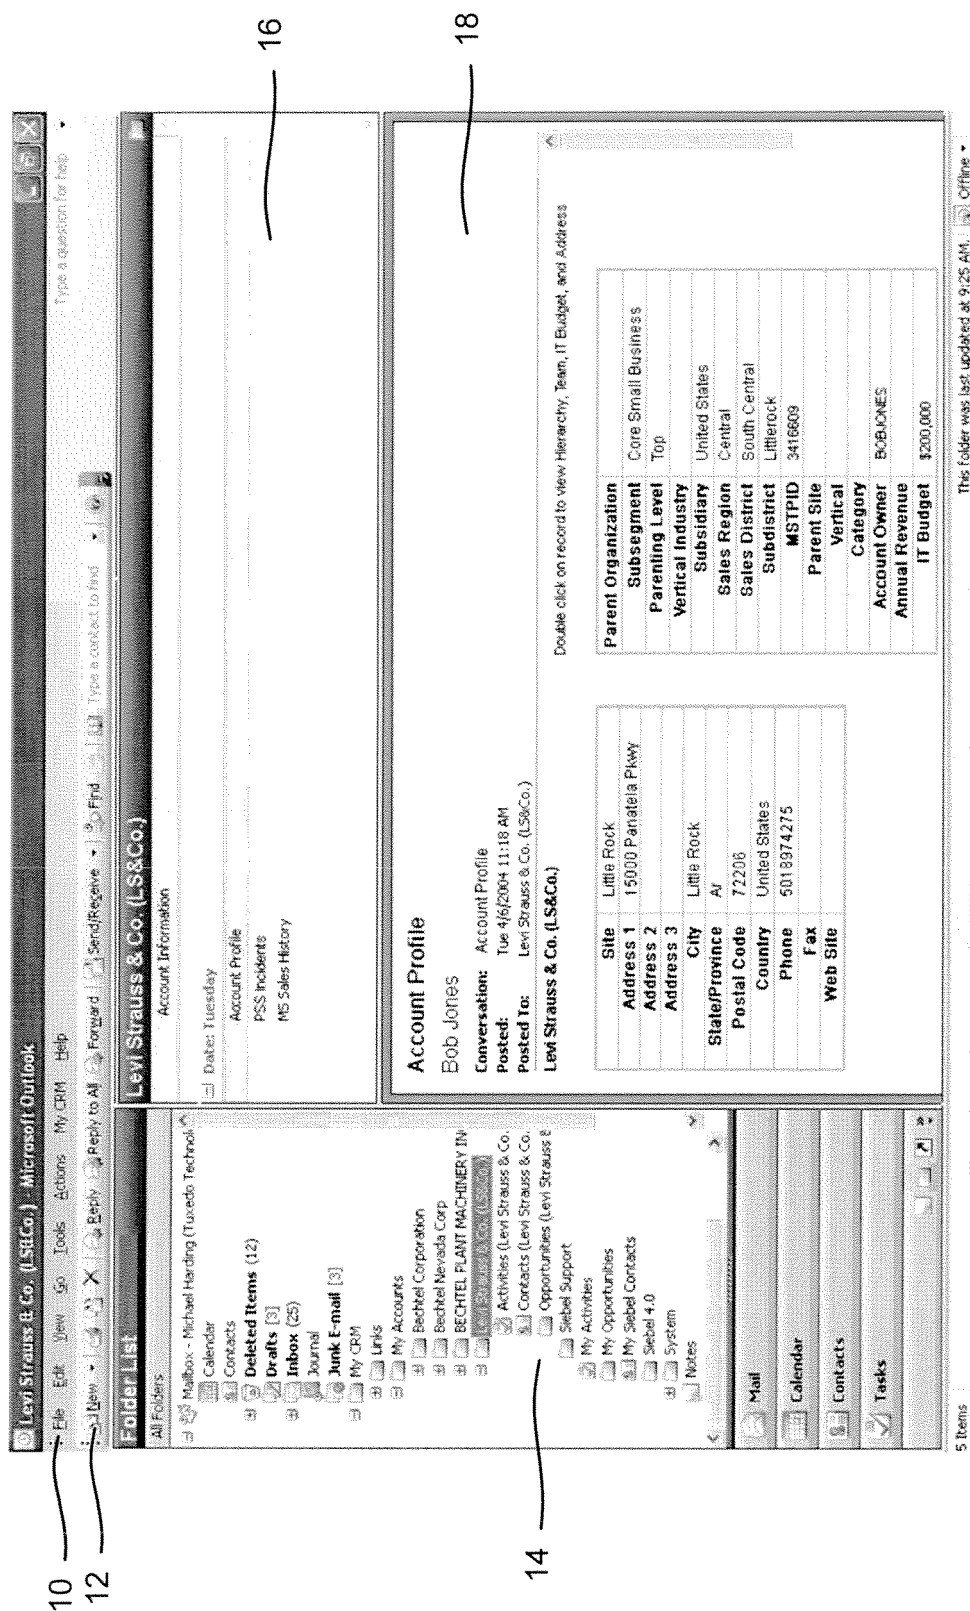 Levi Strauss & Co. (LS&Co.) - Microsoft Outlook
File Edit View Go Tools Actions My CRM Help
Type a question for help
New Reply Reply to All Forward Send/Receive Find Type a contact to find
10
12
Folder List
All Folders
Mailbox - Michael Harding (Tuxedo Technol
Calendar
Contacts
Deleted Items (12)
Drafts [3]
Inbox (25)
Journal
Junk E-mail [3]
My CRM
Links
My Accounts
Bechtel Corporation
Bechtel Nevada Corp
BECHTEL PLANT MACHINERY IN
Levi Strauss & Co. (LS&Co.)
Activities (Levi Strauss & Co.
Contacts (Levi Strauss & Co.
Opportunities (Levi Strauss &
Siebel Support
My Activities
My Opportunities
My Siebel Contacts
Siebel 4.0
System
Notes
14
Mail
Calendar
Contacts
Tasks
Levi Strauss & Co. (LS&Co.)
Account Information
Date: Tuesday
Account Profile
PSS Incidents
MS Sales History
16
Account Profile
Bob Jones
Conversation: Account Profile
Posted: Tue 4/6/2004 11:18 AM
Posted To: Levi Strauss & Co. (LS&Co.)
Levi Strauss & Co. (LS&Co.)
18
Double click on record to view Hierarchy, Team, IT Budget, and Address
Site Little Rock
Address 1 15000 Panatela Pkwy
Address 2
Address 3
City Little Rock
State/Province Ar
Postal Code 72206
Country United States
Phone 5018974275
Fax
Web Site
Parent Organization
Subsegment Core Small Business
Parenting Level Top
Vertical Industry
Subsidiary United States
Sales Region Central
Sales District South Central
Subdistrict Littlerock
MSTPID 3416609
Parent Site
Vertical
Category
Account Owner BOBJONES
Annual Revenue
IT Budget $200,000
5 Items
This folder was last updated at 9:25 AM. Offline